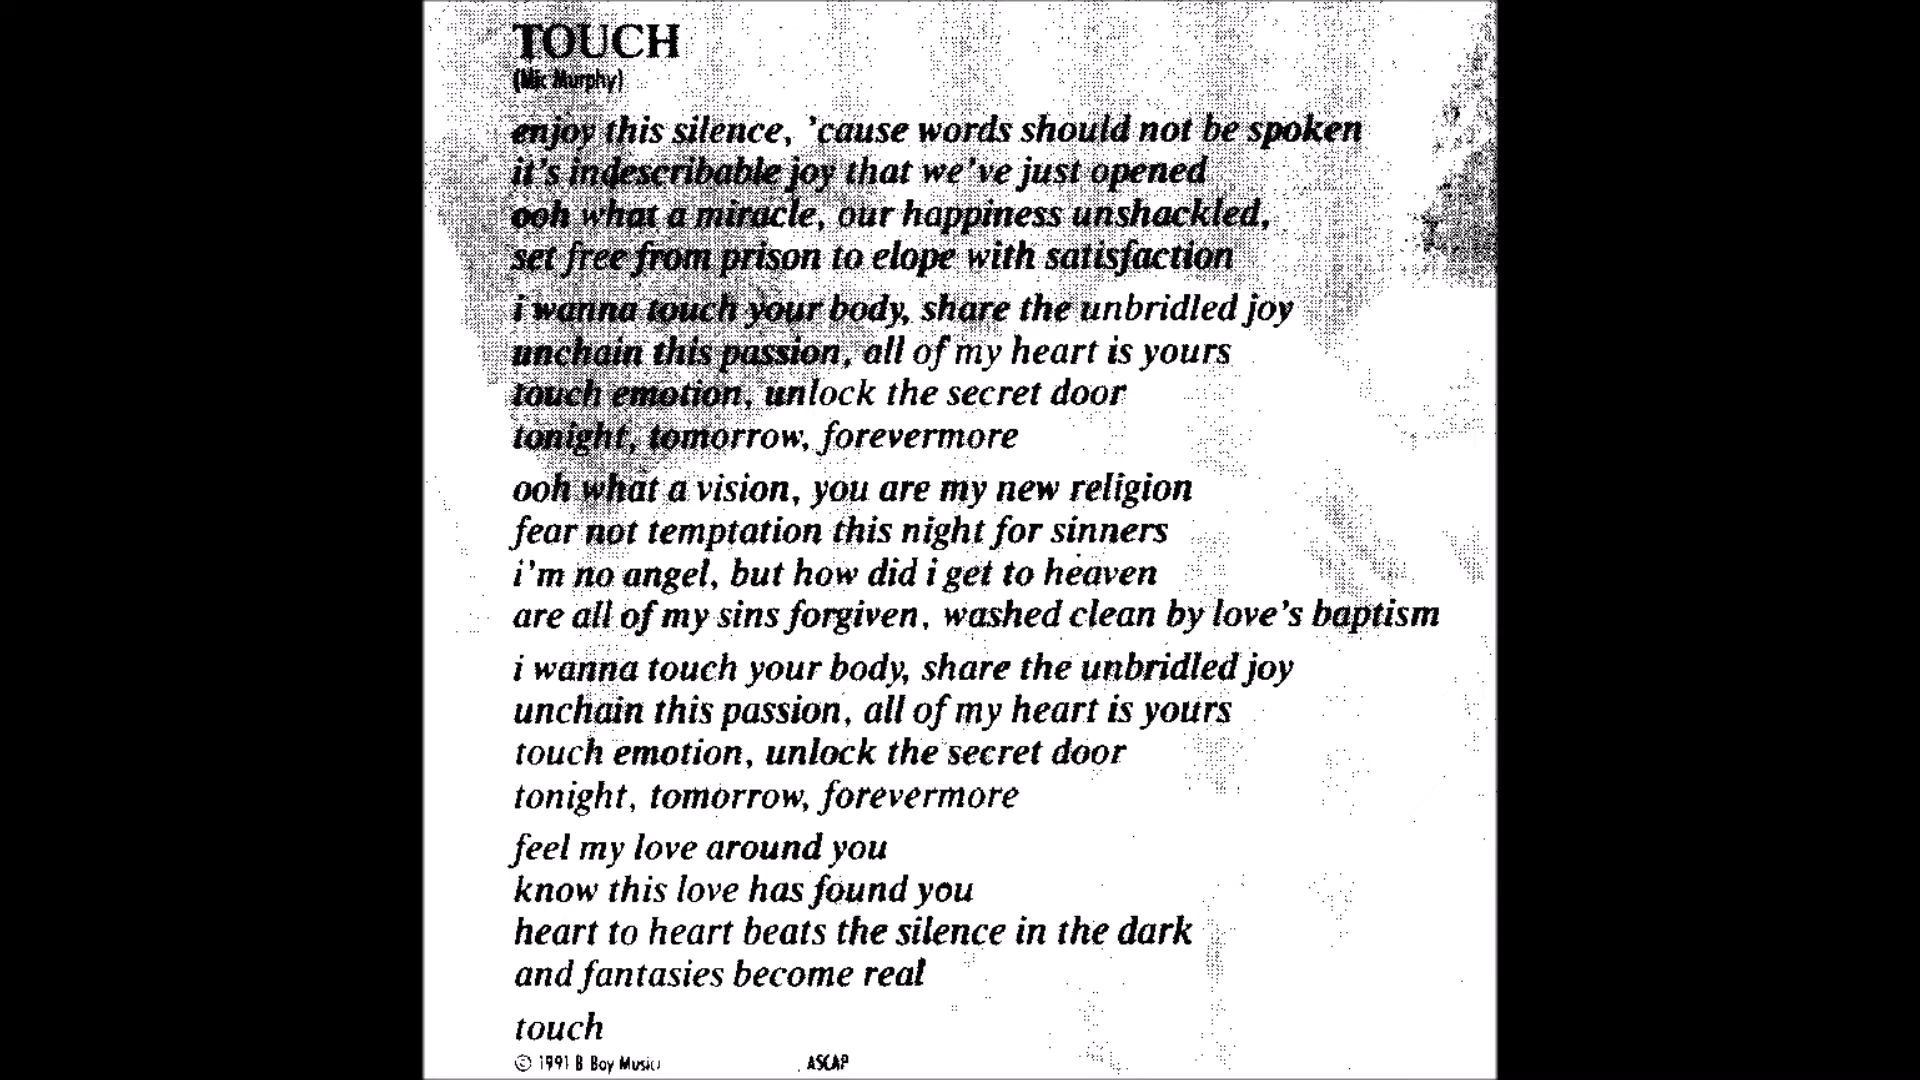 TOUCH
(Mic Murphy)
enjoy this silence, 'cause words should not be spoken
it's indescribable joy that we've just opened
ooh what a miracle, our happiness unshackled,
set free from prison to elope with satisfaction
i wanna touch your body, share the unbridled joy
unchain this passion, all of my heart is yours
touch emotion, unlock the secret door
tonight, tomorrow, forevermore
ooh what a vision, you are my new religion
fear not temptation this night for sinners
i'm no angel, but how did i get to heaven
are all of my sins forgiven, washed clean by love's baptism
i wanna touch your body, share the unbridled joy
unchain this passion, all of my heart is yours
touch emotion, unlock the secret door
tonight, tomorrow, forevermore
feel my love around you
know this love has found you
heart to heart beats the silence in the dark
and fantasies become real
touch
© 1991 B Boy Music ASCAP